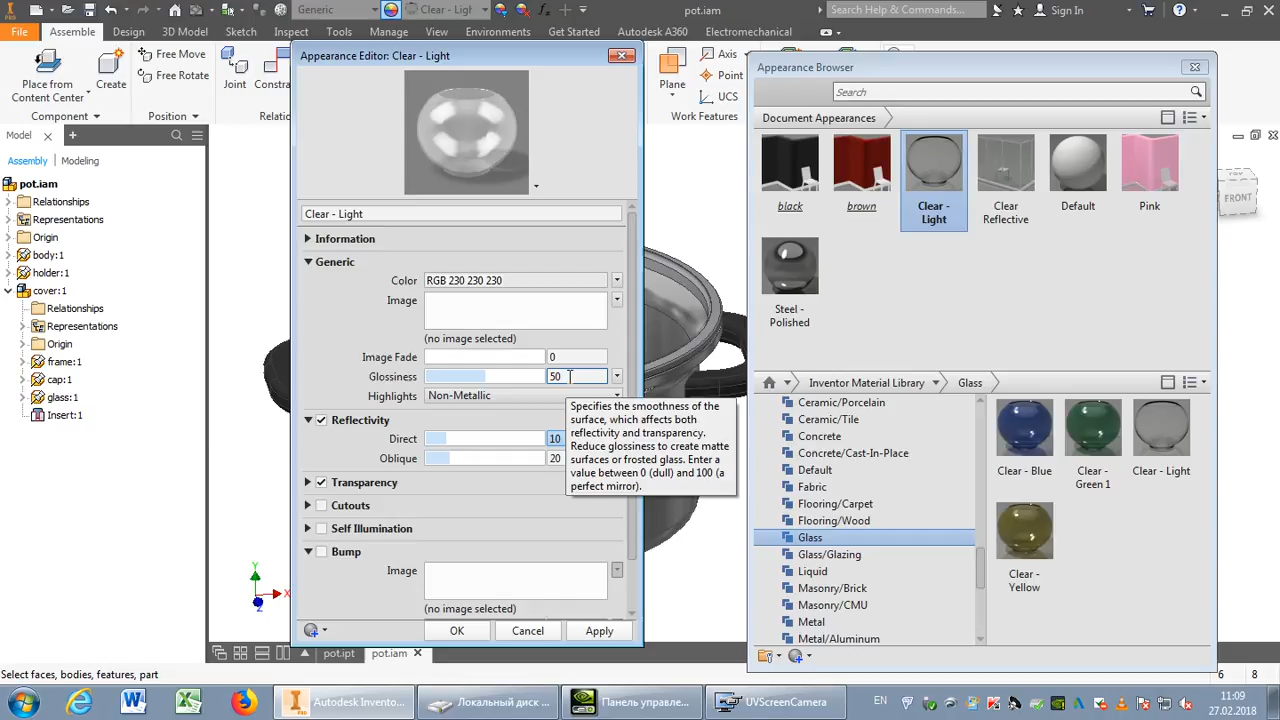 Generic
Clear - Light
pot.iam
Search Help & Commands...
Sign In
File
Assemble
Design
3D Model
Sketch
Inspect
Tools
Manage
View
Environments
Get Started
Autodesk A360
Electromechanical
Place from
Content Center
Create
Free Move
Free Rotate
Joint
Constra
Plane
Axis
Point
UCS
Component
Position
Relation
Work Features
Model
Assembly
Modeling
pot.iam
Relationships
Representations
Origin
body:1
holder:1
cover:1
Relationships
Representations
Origin
frame:1
cap:1
glass:1
Insert:1
Appearance Editor: Clear - Light
Clear - Light
Information
Generic
Color
RGB 230 230 230
Image
(no image selected)
Image Fade
0
Glossiness
50
Highlights
Non-Metallic
Reflectivity
Direct
10
Oblique
20
Transparency
Cutouts
Self Illumination
Bump
Image
(no image selected)
OK
Cancel
Apply
Specifies the smoothness of the
surface, which affects both
reflectivity and transparency.
Reduce glossiness to create matte
surfaces or frosted glass. Enter a
value between 0 (dull) and 100 (a
perfect mirror).
Appearance Browser
Search
Document Appearances
black
brown
Clear -
Light
Clear
Reflective
Default
Pink
Steel -
Polished
Inventor Material Library
Glass
Ceramic/Porcelain
Ceramic/Tile
Concrete
Concrete/Cast-In-Place
Default
Fabric
Flooring/Carpet
Flooring/Wood
Glass
Glass/Glazing
Liquid
Masonry/Brick
Masonry/CMU
Metal
Metal/Aluminum
Clear - Blue
Clear -
Green 1
Clear - Light
Clear -
Yellow
FRONT
Y
X
Z
pot.ipt
pot.iam
Select faces, bodies, features, part
6
8
Autodesk Invento...
Локальный диск ...
Панель управле...
UVScreenCamera
EN
11:09
27.02.2018